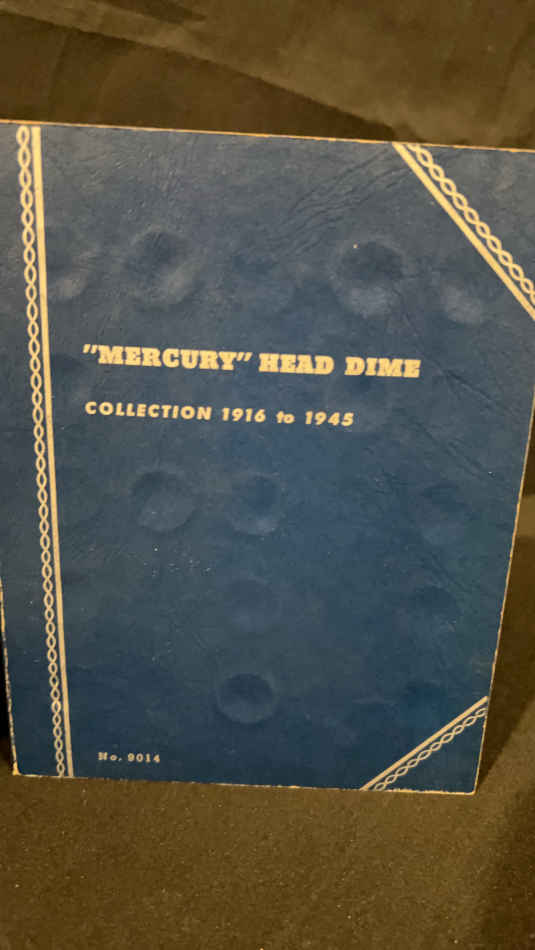 "MERCURY" HEAD DIME
COLLECTION 1916 to 1945
No. 9014